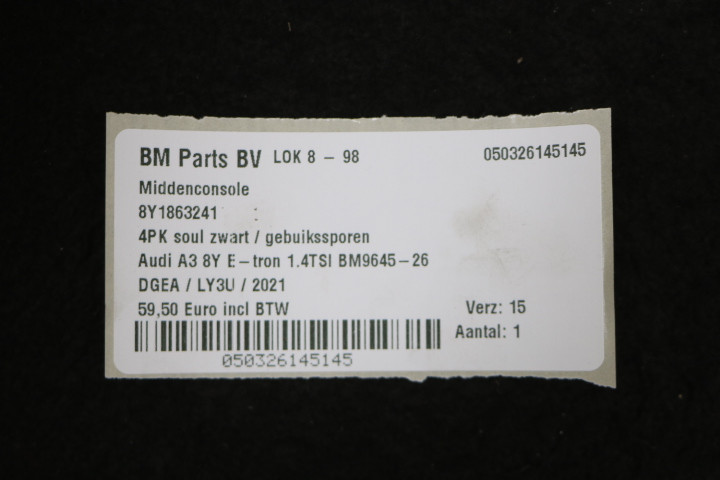 BM Parts BV LOK 8 - 98 050326145145
Middenconsole
8Y1863241
4PK soul zwart / gebuikssporen
Audi A3 8Y E-tron 1.4TSI BM9645-26
DGEA / LY3U / 2021
59,50 Euro incl BTW Verz: 15
Aantal: 1
050326145145